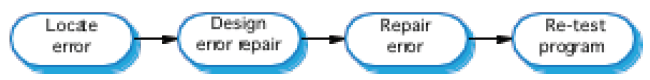 Locate
error
Design
error repair
Repair
error
Re-test
program